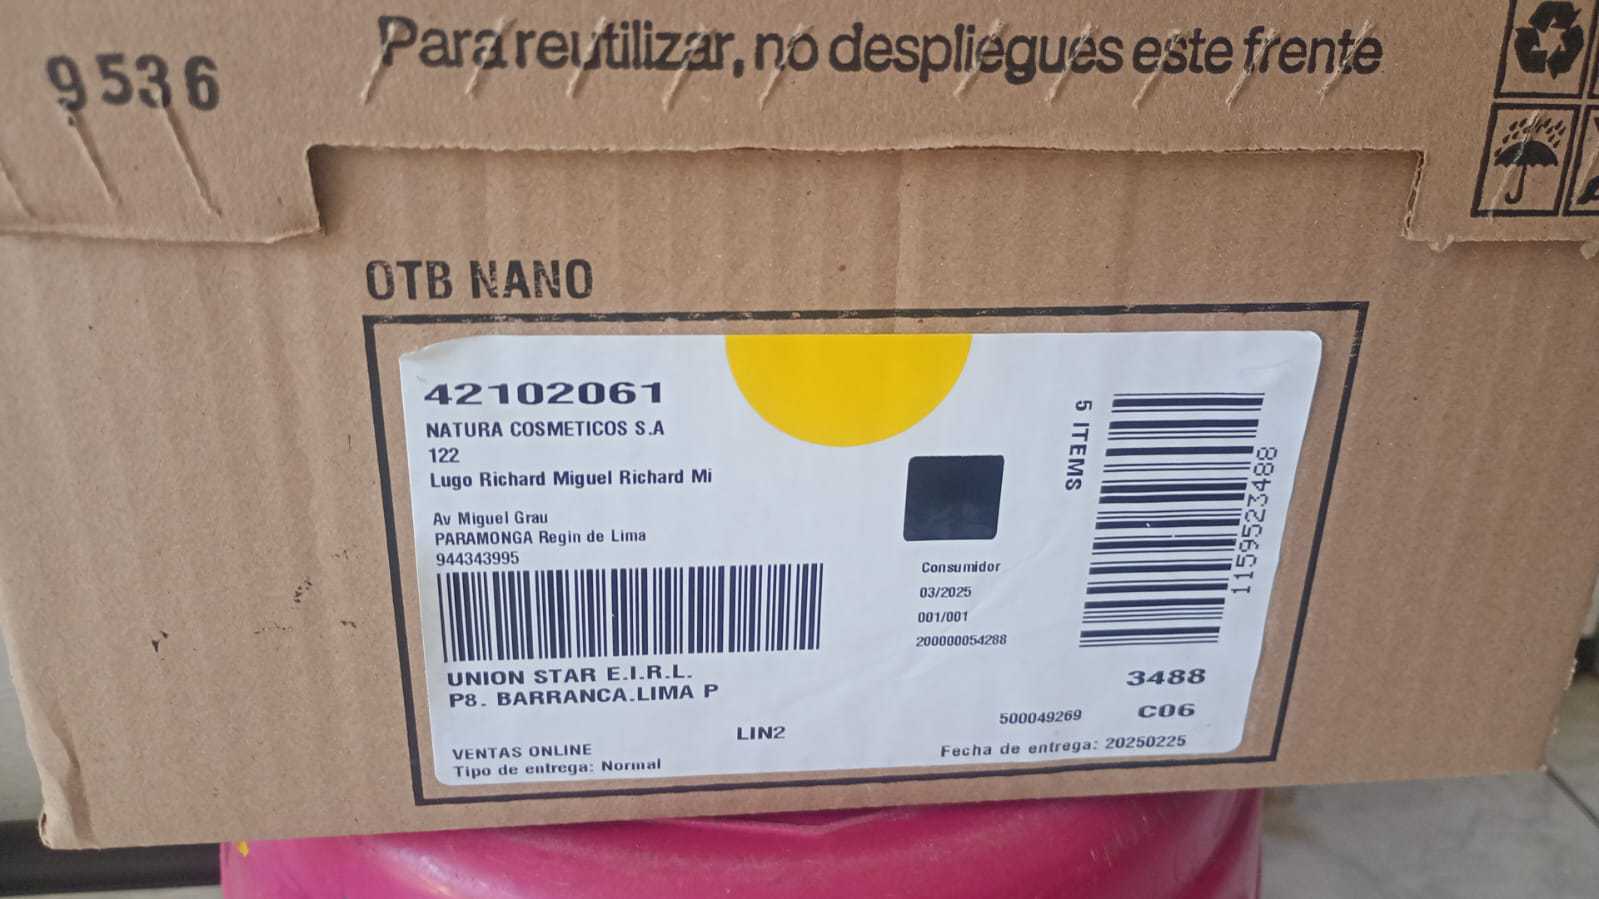 Para reutilizar, no despliegues este frente
9536
OTB NANO
42102061
NATURA COSMETICOS S.A
122
Lugo Richard Miguel Richard Mi
Av Miguel Grau
PARAMONGA Regin de Lima
944343995
UNION STAR E.I.R.L.
P8. BARRANCA.LIMA P
LIN2
VENTAS ONLINE
Tipo de entrega: Normal
Consumidor
03/2025
001/001
200000054288
5 ITEMS
1159523488
3488
C06
500049269
Fecha de entrega: 20250225